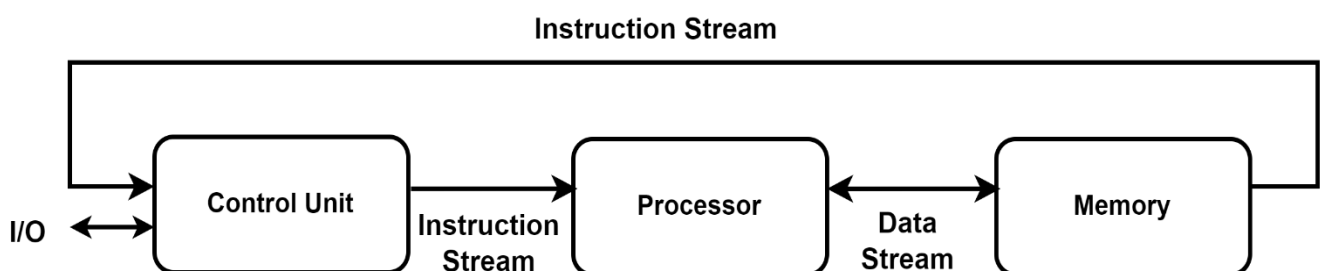 Instruction Stream
Control Unit
Processor
Memory
I/O
Instruction
Stream
Data
Stream